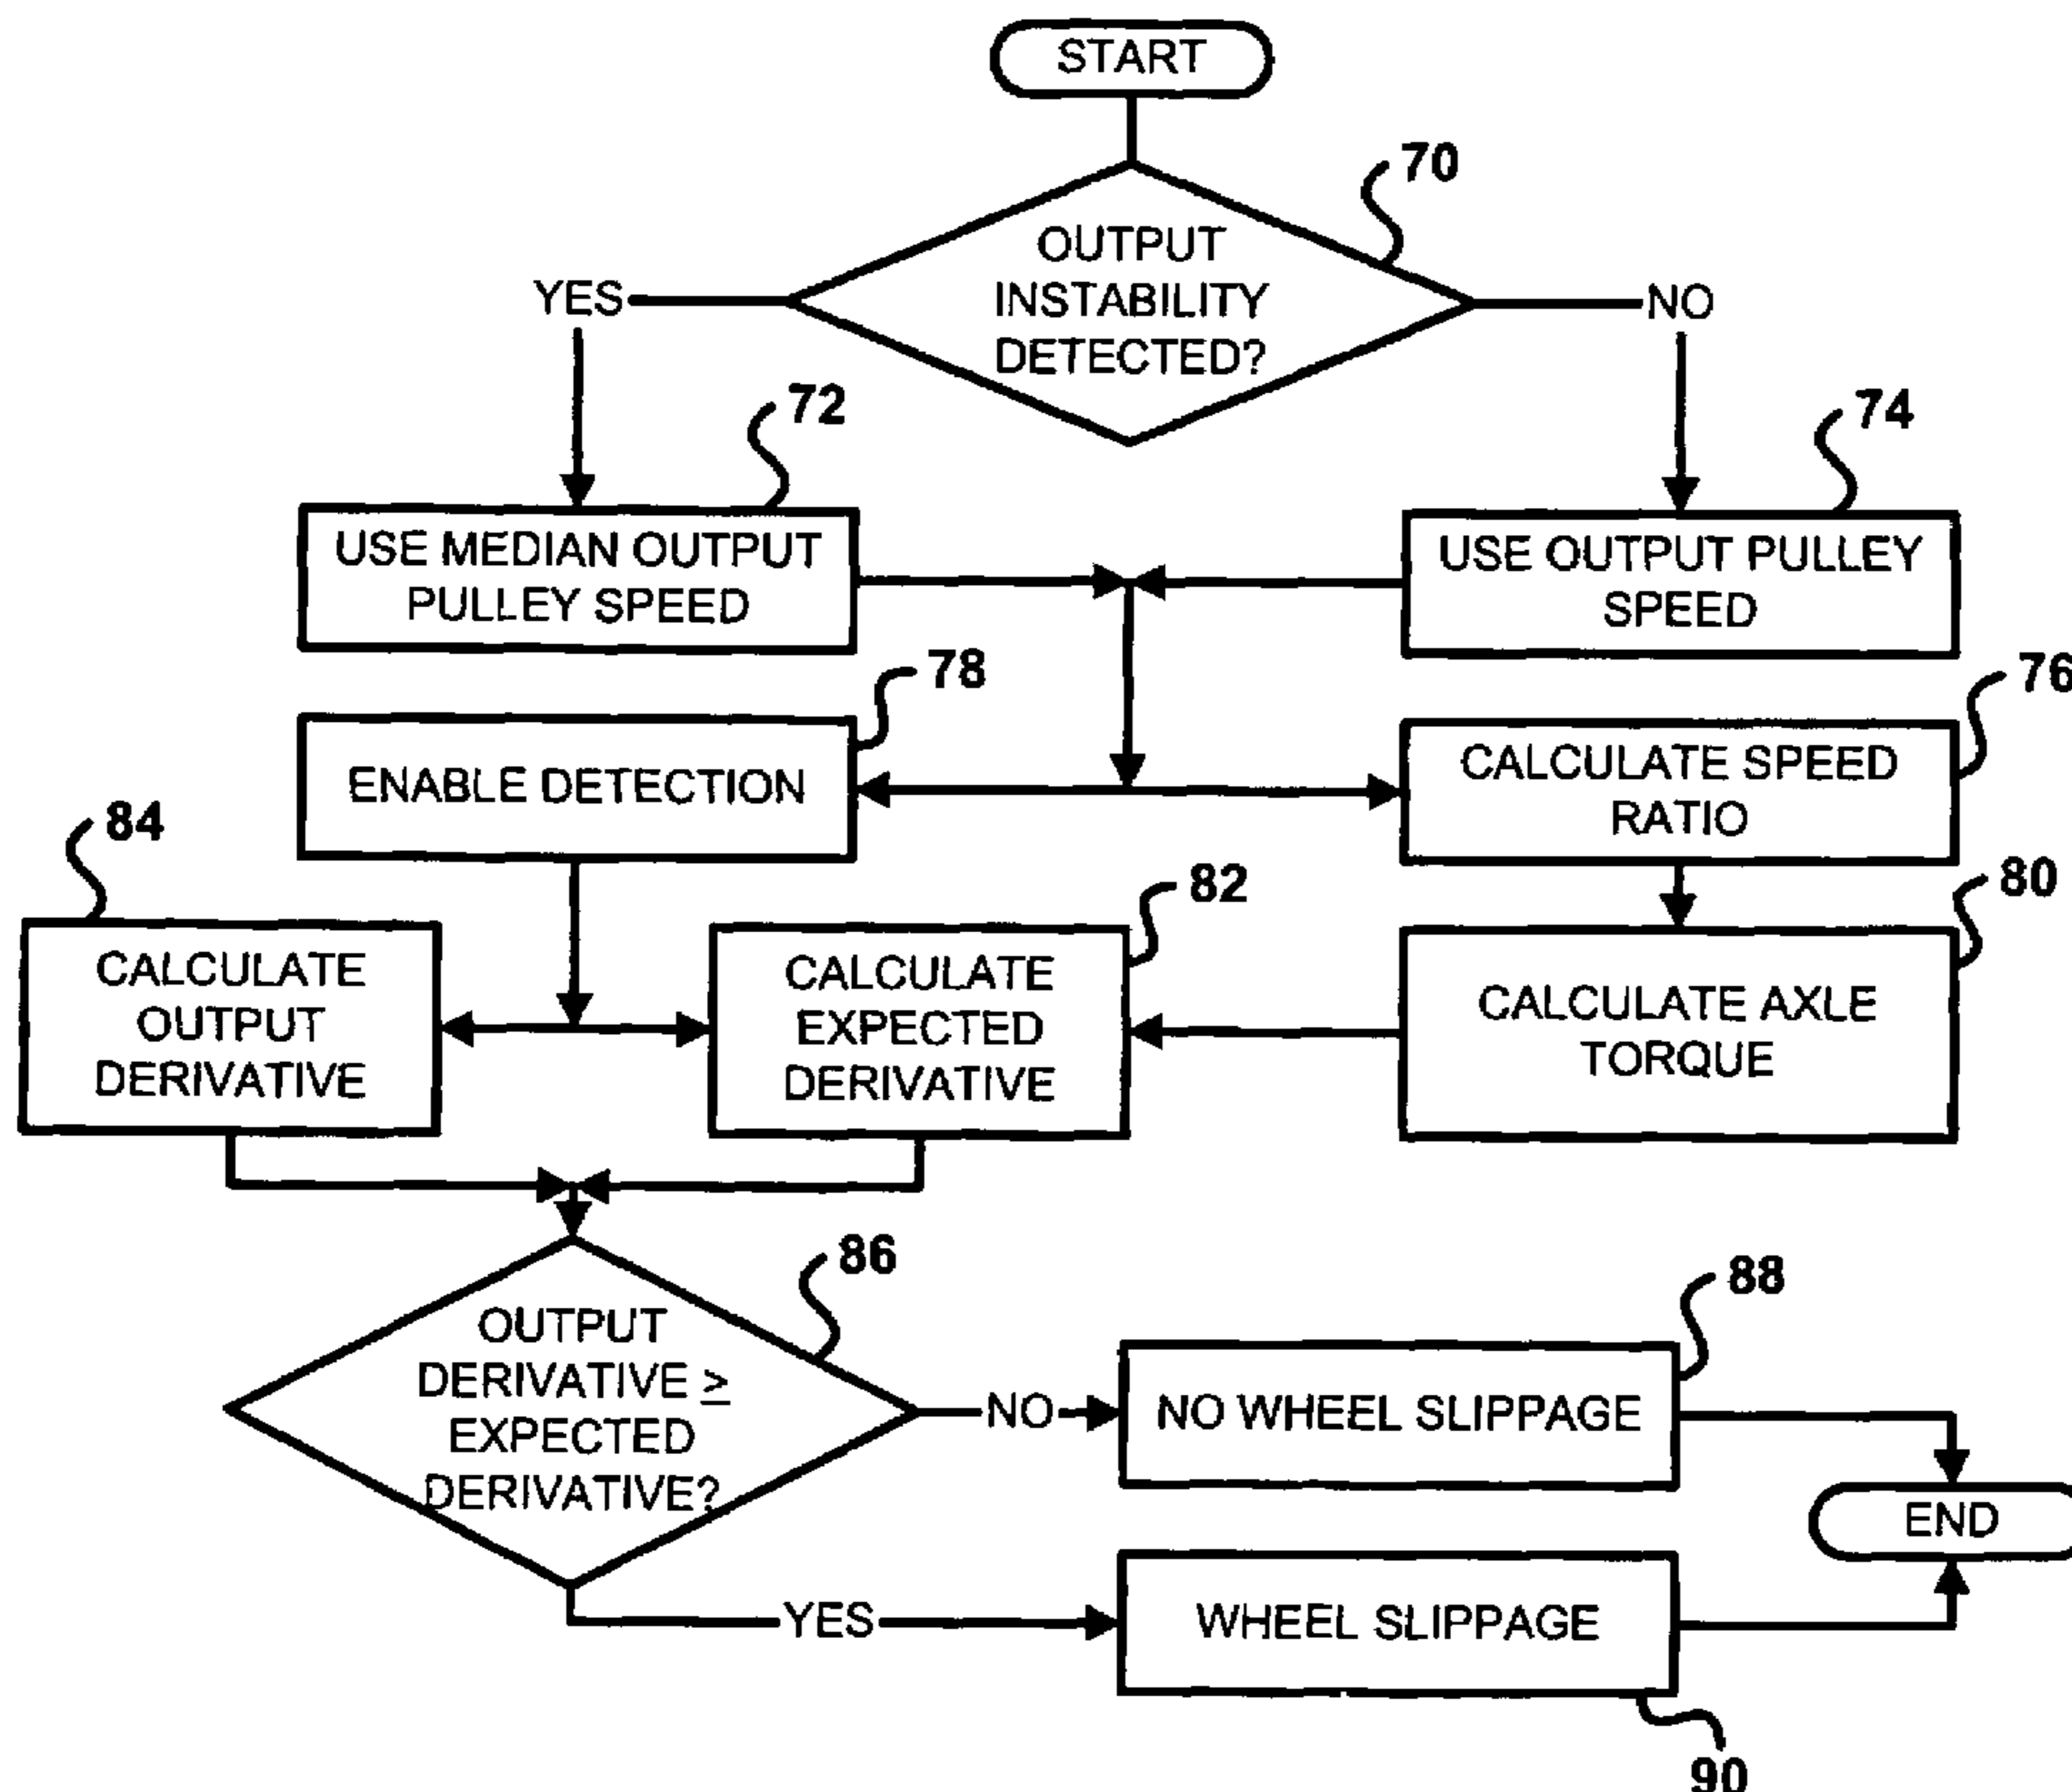 START
70
OUTPUT
INSTABILITY
DETECTED?
YES
NO
72
74
USE MEDIAN OUTPUT
PULLEY SPEED
USE OUTPUT PULLEY
SPEED
78
76
ENABLE DETECTION
CALCULATE SPEED
RATIO
84
82
80
CALCULATE
OUTPUT
DERIVATIVE
CALCULATE
EXPECTED
DERIVATIVE
CALCULATE AXLE
TORQUE
86
88
OUTPUT
DERIVATIVE ≥
EXPECTED
DERIVATIVE?
NO
NO WHEEL SLIPPAGE
END
YES
WHEEL SLIPPAGE
90